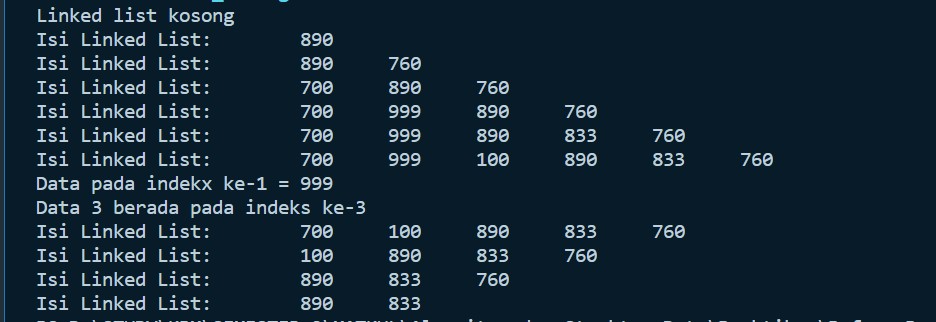 Linked list kosong
Isi Linked List: 890
Isi Linked List: 890 760
Isi Linked List: 700 890 760
Isi Linked List: 700 999 890 760
Isi Linked List: 700 999 890 833 760
Isi Linked List: 700 999 100 890 833 760
Data pada indekx ke-1 = 999
Data 3 berada pada indeks ke-3
Isi Linked List: 700 100 890 833 760
Isi Linked List: 100 890 833 760
Isi Linked List: 890 833 760
Isi Linked List: 890 833